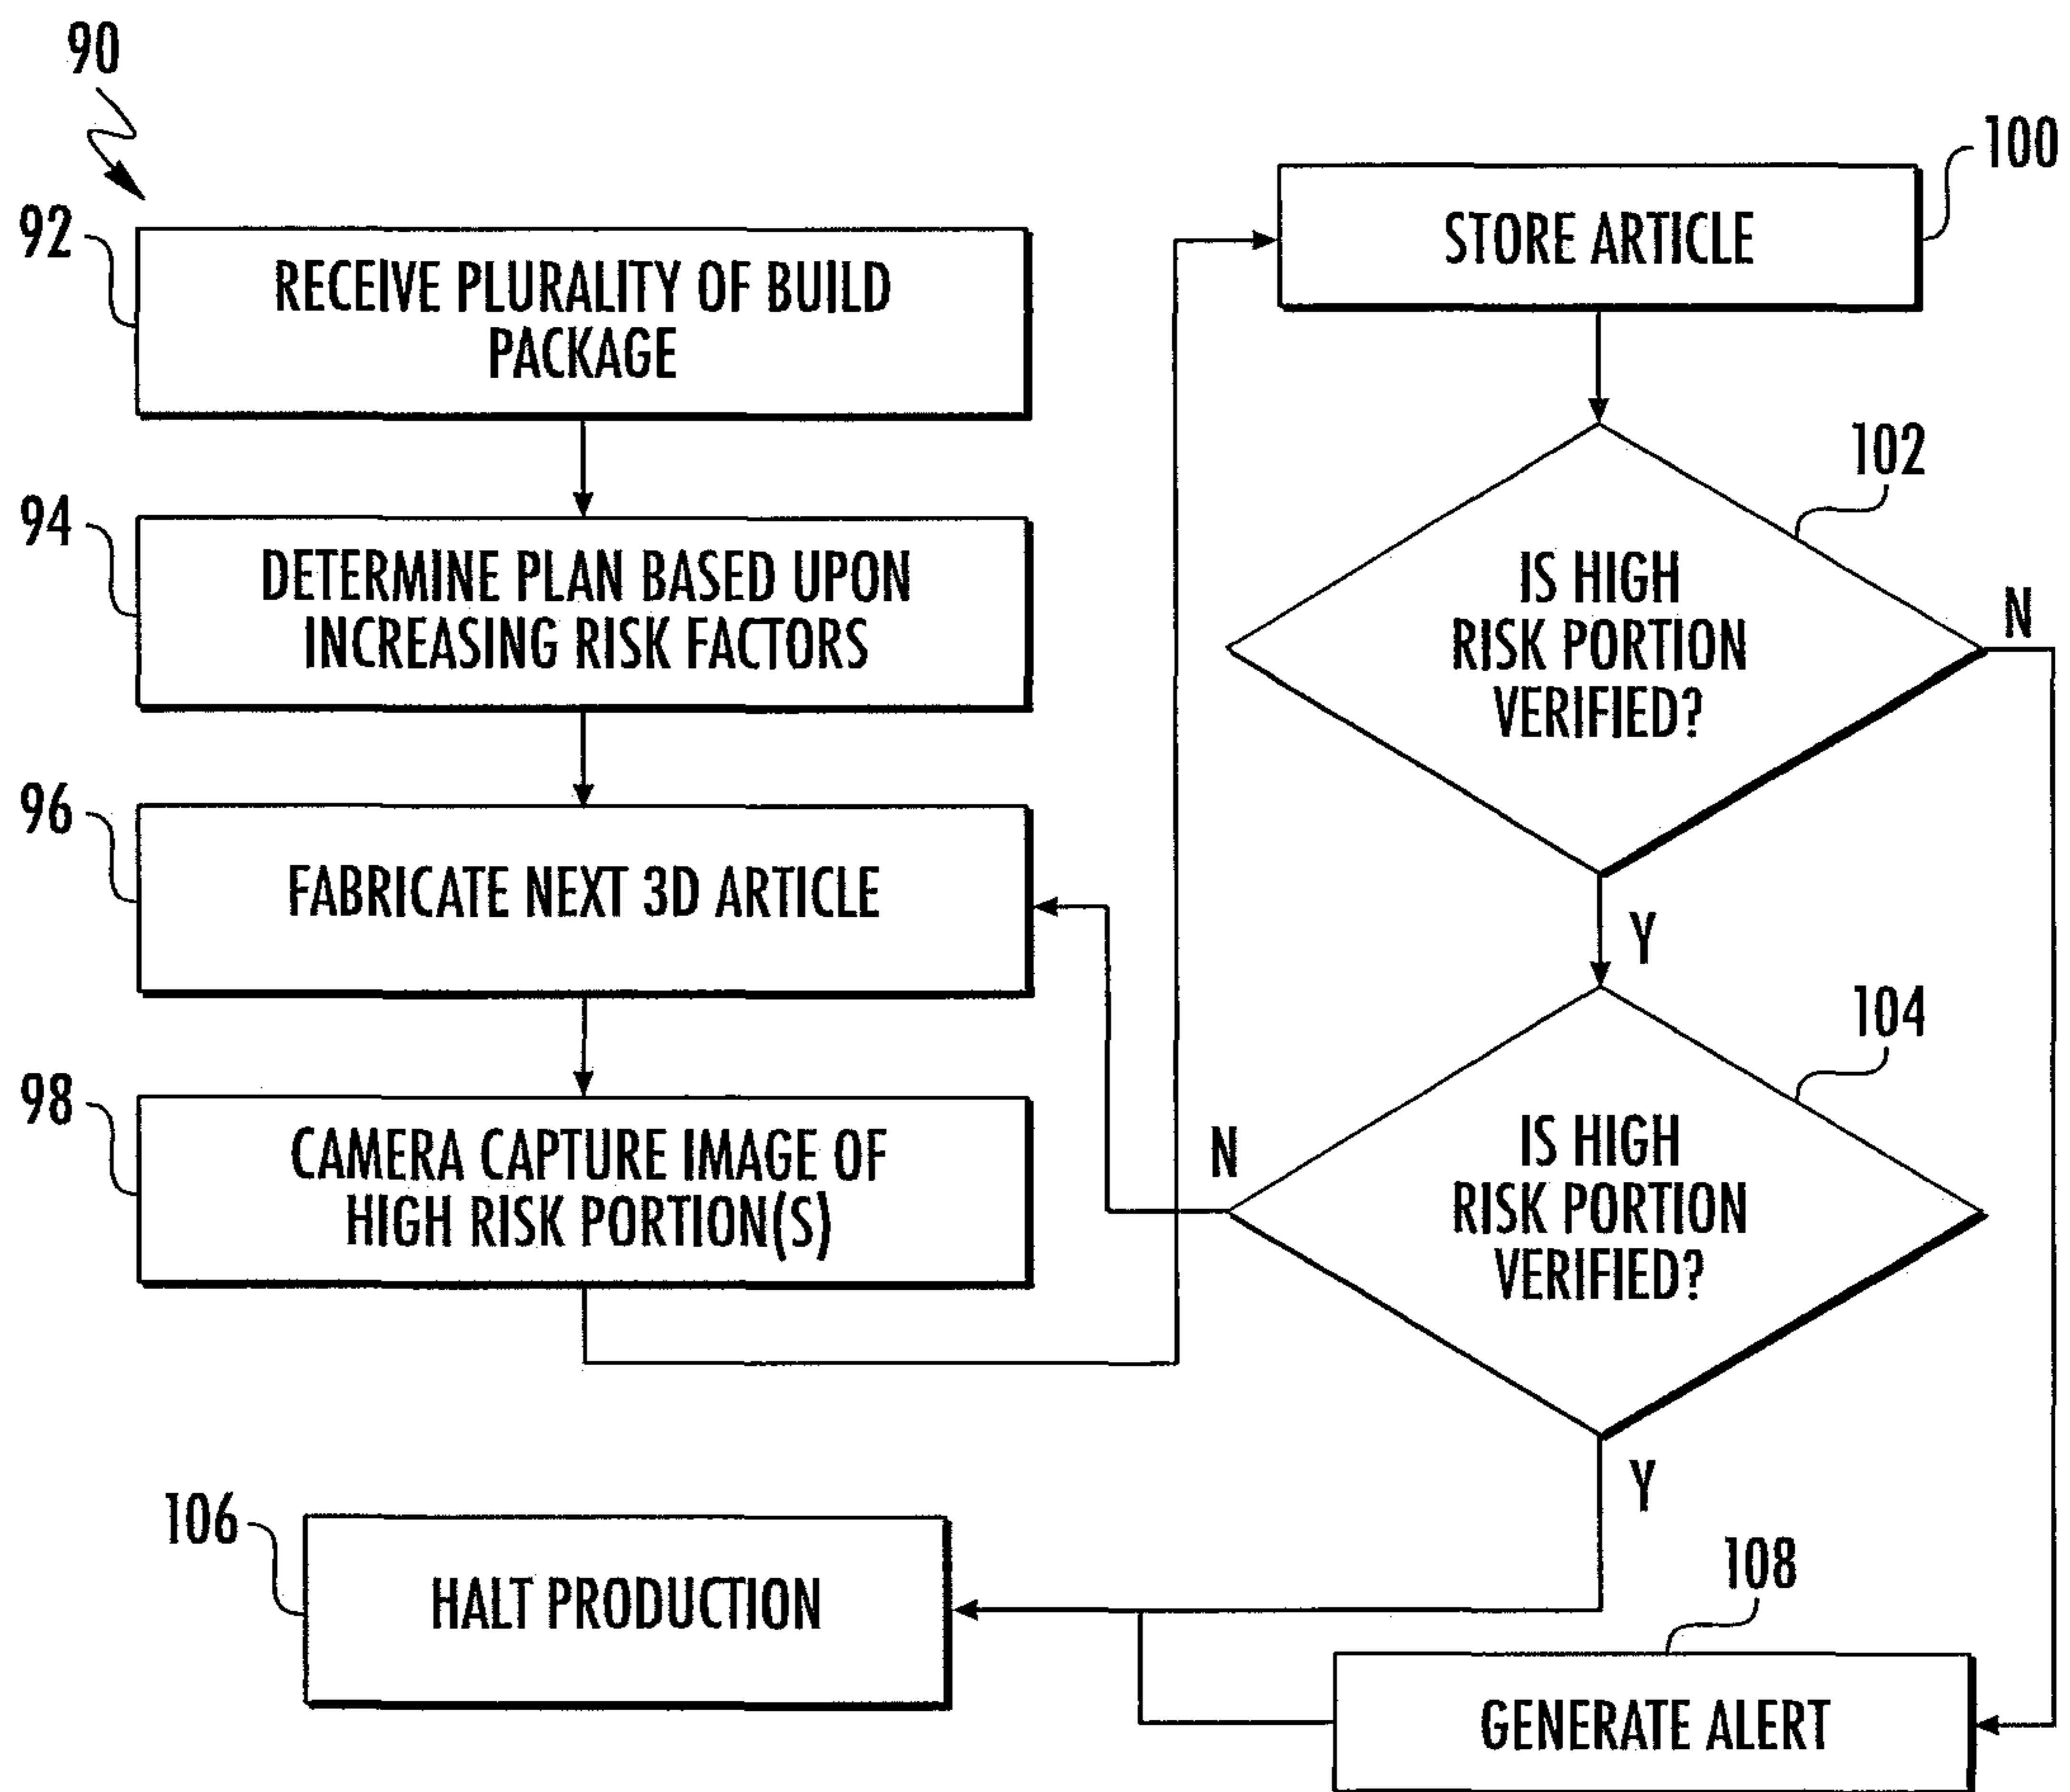 90
92
RECEIVE PLURALITY OF BUILD
PACKAGE
94
DETERMINE PLAN BASED UPON
INCREASING RISK FACTORS
96
FABRICATE NEXT 3D ARTICLE
98
CAMERA CAPTURE IMAGE OF
HIGH RISK PORTION(S)
100
STORE ARTICLE
102
IS HIGH
RISK PORTION
VERIFIED?
N
Y
104
IS HIGH
RISK PORTION
VERIFIED?
N
Y
106
HALT PRODUCTION
108
GENERATE ALERT